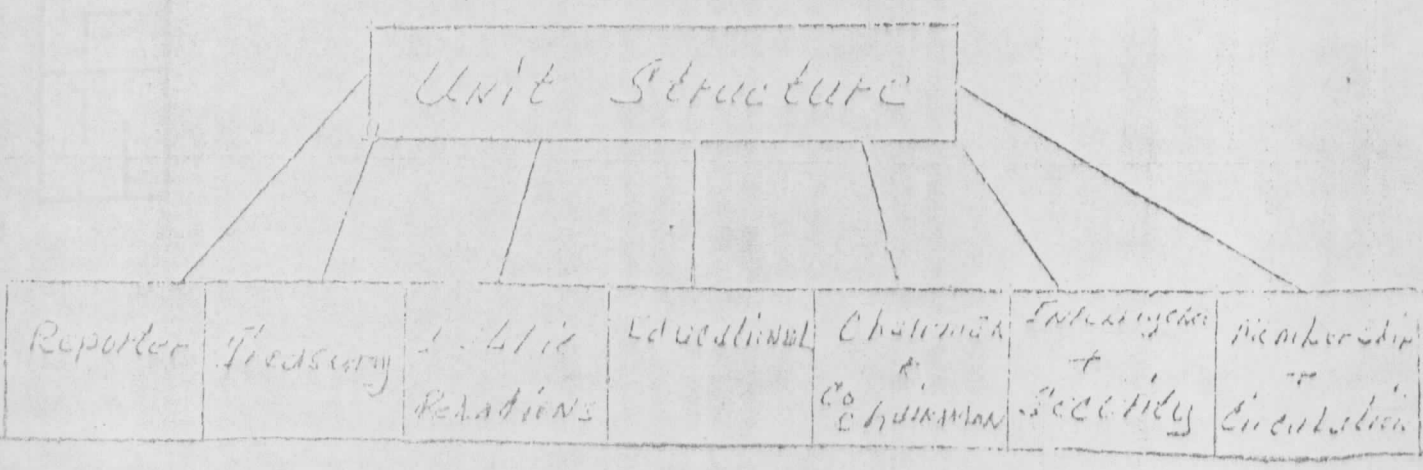 Unit Structure
Reporter
Treasury
Public
Relations
Educational
Chairman
&
Co
Chairman
Intelligence
+
Security
Membership
+
Circulation